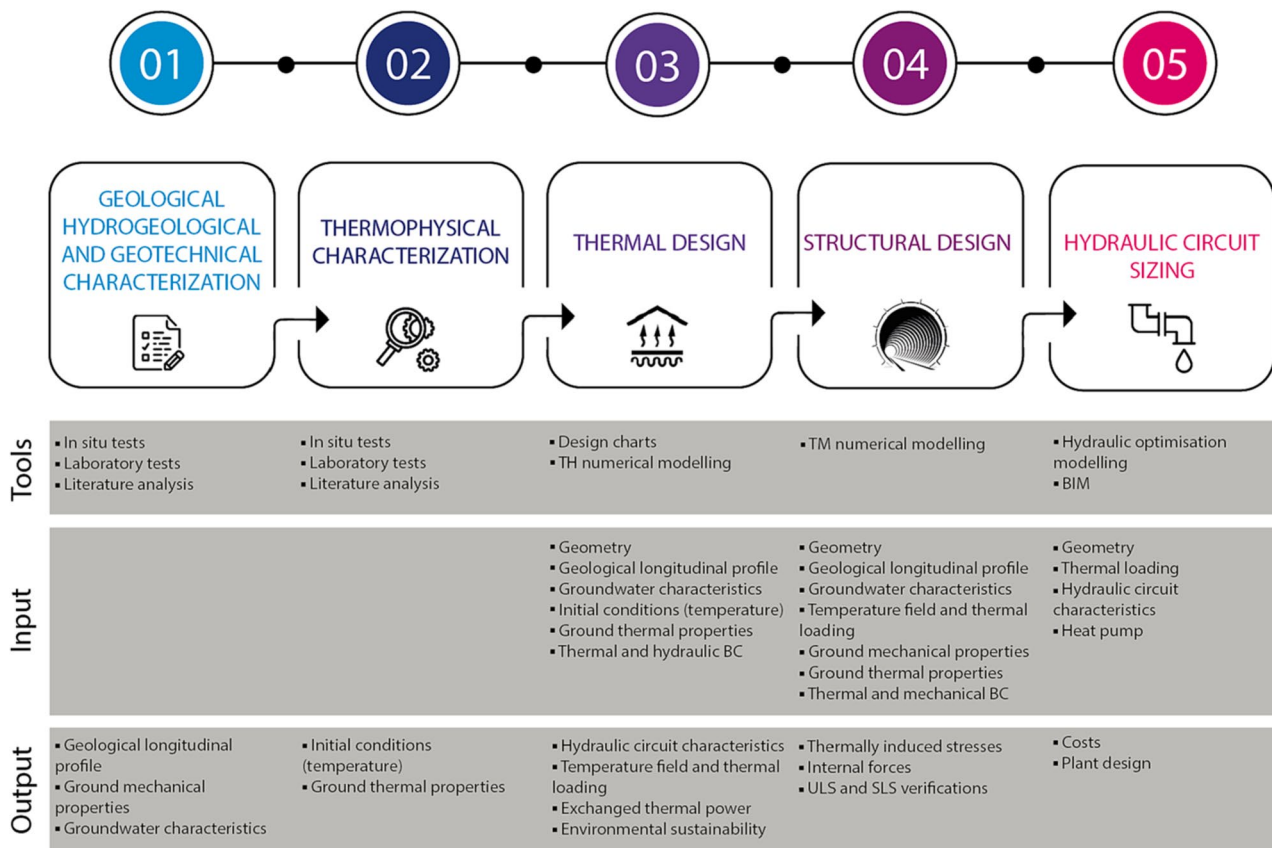 01
02
03
04
05
GEOLOGICAL
HYDROGEOLOGICAL
AND GEOTECHNICAL
CHARACTERIZATION
THERMOPHYSICAL
CHARACTERIZATION
THERMAL DESIGN
STRUCTURAL DESIGN
HYDRAULIC CIRCUIT
SIZING
Tools
▪ In situ tests
▪ Laboratory tests
▪ Literature analysis
▪ In situ tests
▪ Laboratory tests
▪ Literature analysis
▪ Design charts
▪ TH numerical modelling
▪ TM numerical modelling
▪ Hydraulic optimisation
modelling
▪ BIM
Input
▪ Geometry
▪ Geological longitudinal profile
▪ Groundwater characteristics
▪ Initial conditions (temperature)
▪ Ground thermal properties
▪ Thermal and hydraulic BC
▪ Geometry
▪ Geological longitudinal profile
▪ Groundwater characteristics
▪ Temperature field and thermal
loading
▪ Ground mechanical properties
▪ Ground thermal properties
▪ Thermal and mechanical BC
▪ Geometry
▪ Thermal loading
▪ Hydraulic circuit
characteristics
▪ Heat pump
Output
▪ Geological longitudinal
profile
▪ Ground mechanical
properties
▪ Groundwater characteristics
▪ Initial conditions
(temperature)
▪ Ground thermal properties
▪ Hydraulic circuit characteristics
▪ Temperature field and thermal
loading
▪ Exchanged thermal power
▪ Environmental sustainability
▪ Thermally induced stresses
▪ Internal forces
▪ ULS and SLS verifications
▪ Costs
▪ Plant design